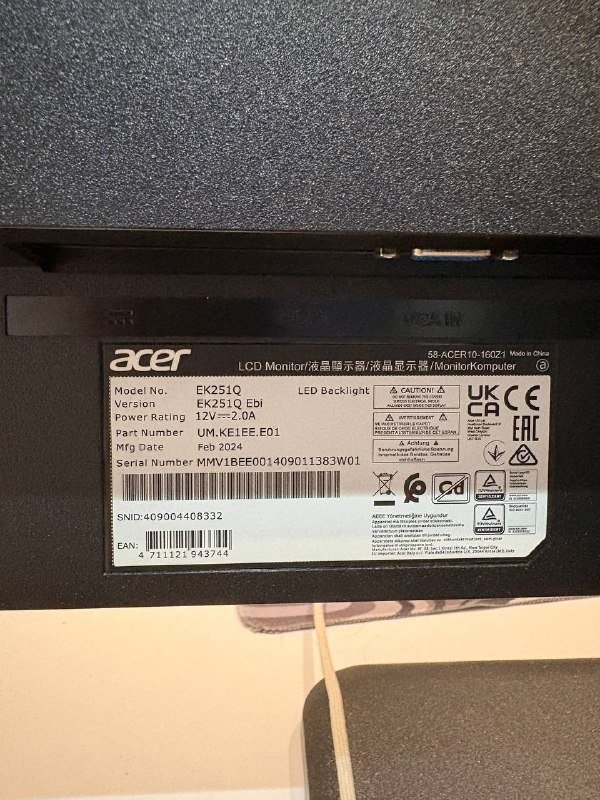 VGA IN
acer
58-ACER10-160Z1 Made in China
LCD Monitor/液晶顯示器/液晶显示器/MonitorKomputer
Model No. EK251Q LED Backlight
Version EK251Q Ebi
Power Rating 12V⎓2.0A
Part Number UM.KE1EE.E01
Mfg Date Feb 2024
Serial Number MMV1BEE001409011383W01
SNID:409004408332
EAN:
4 711121 943744
CAUTION!
AVERTISSEMENT
Achtung
UK
CA
CE
EAC
Cd
AEEE Yönetmeliğine Uygundur